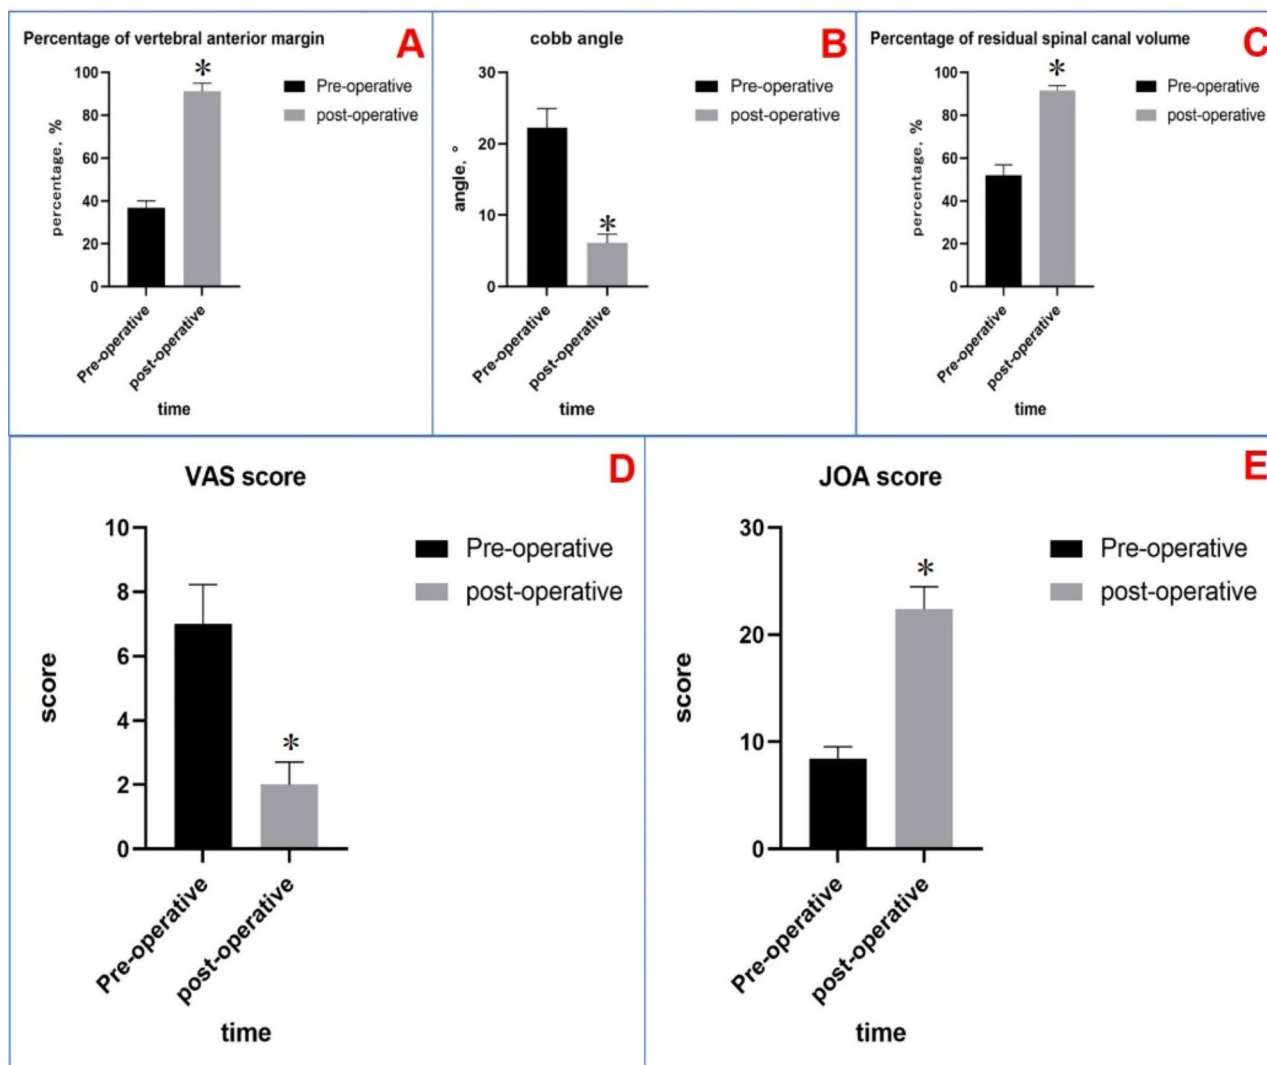 Percentage of vertebral anterior margin
A
*
100
80
60
40
20
0
percentage, %
Pre-operative
post-operative
Pre-operative
post-operative
time
cobb angle
B
30
20
10
0
angle, °
*
Pre-operative
post-operative
Pre-operative
post-operative
time
Percentage of residual spinal canal volume
C
*
100
80
60
40
20
0
percentage, %
Pre-operative
post-operative
Pre-operative
post-operative
time
VAS score
D
10
8
6
4
2
0
score
*
Pre-operative
post-operative
Pre-operative
post-operative
time
JOA score
E
30
20
10
0
score
*
Pre-operative
post-operative
Pre-operative
post-operative
time